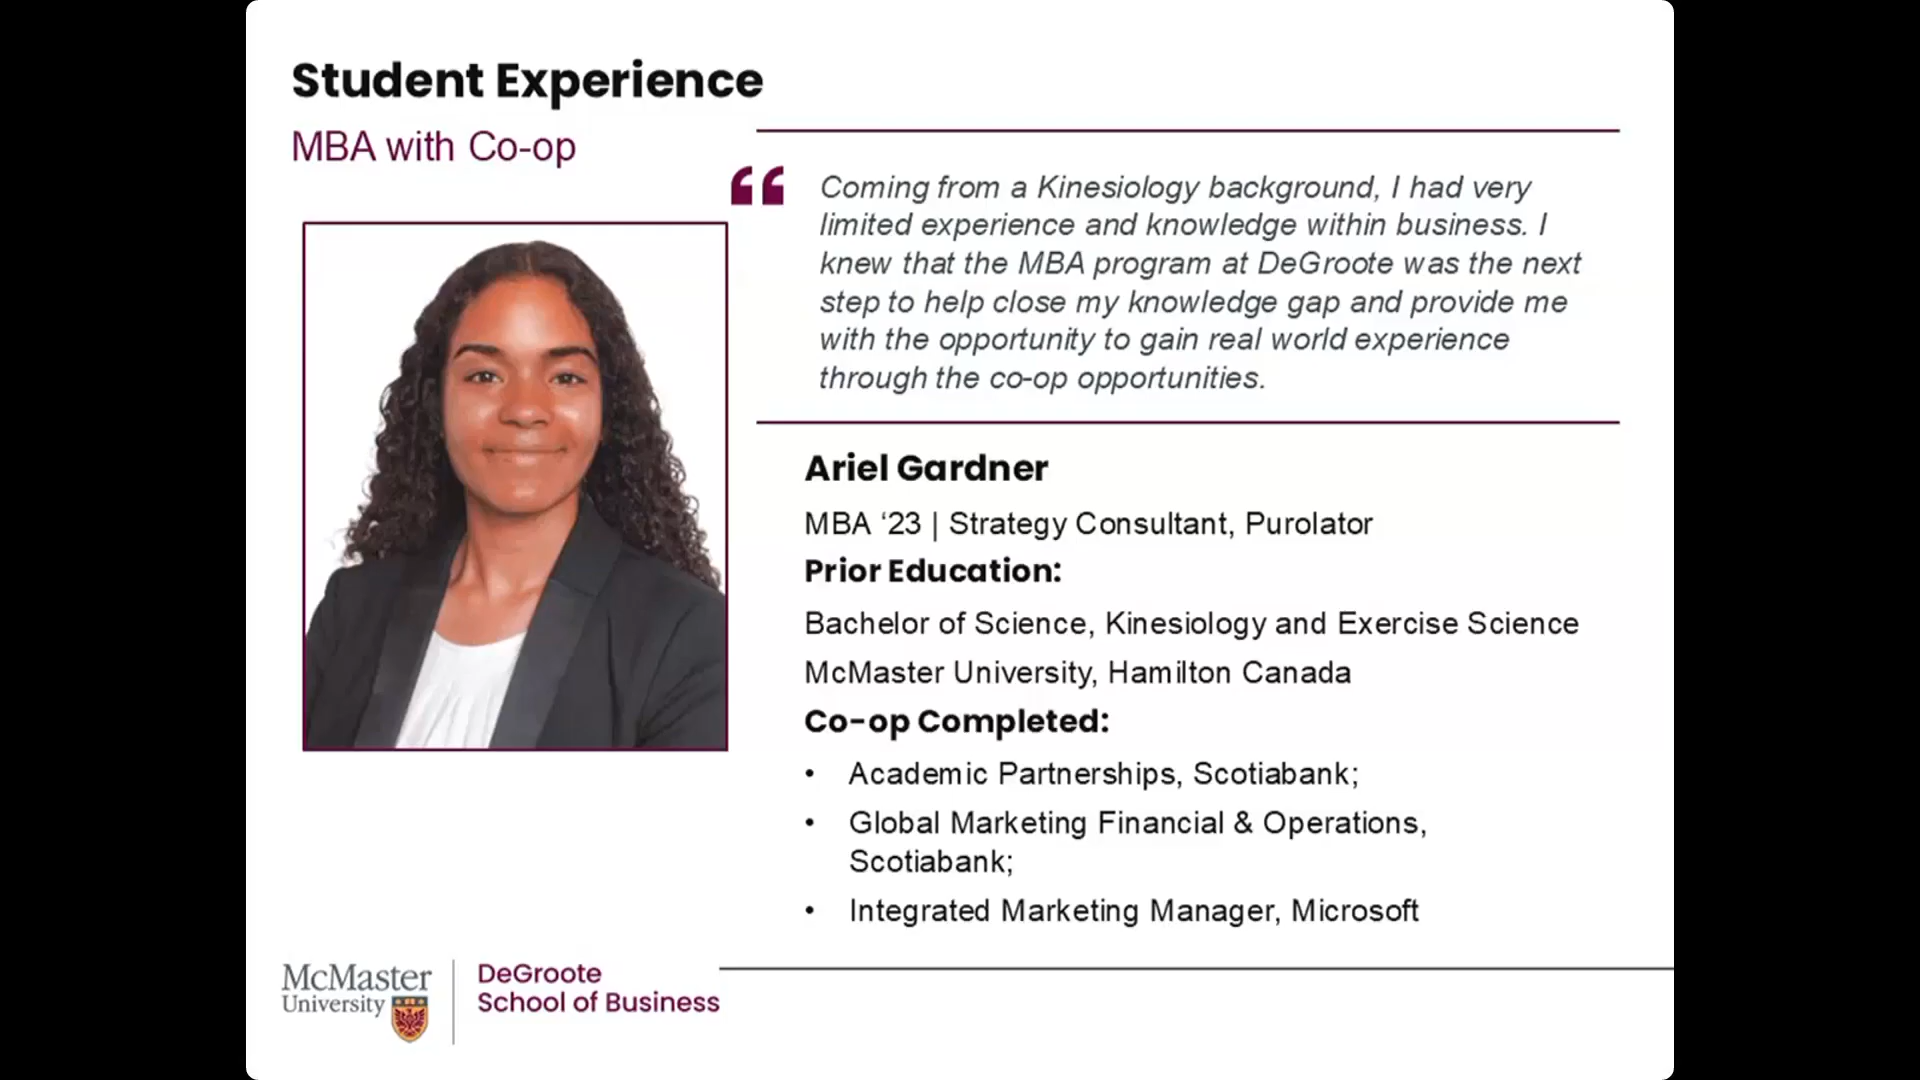 Student Experience
MBA with Co-op
“
Coming from a Kinesiology background, I had very
limited experience and knowledge within business. I
knew that the MBA program at DeGroote was the next
step to help close my knowledge gap and provide me
with the opportunity to gain real world experience
through the co-op opportunities.
Ariel Gardner
MBA ‘23 | Strategy Consultant, Purolator
Prior Education:
Bachelor of Science, Kinesiology and Exercise Science
McMaster University, Hamilton Canada
Co-op Completed:
• Academic Partnerships, Scotiabank;
• Global Marketing Financial & Operations,
Scotiabank;
• Integrated Marketing Manager, Microsoft
McMaster
University
DeGroote
School of Business